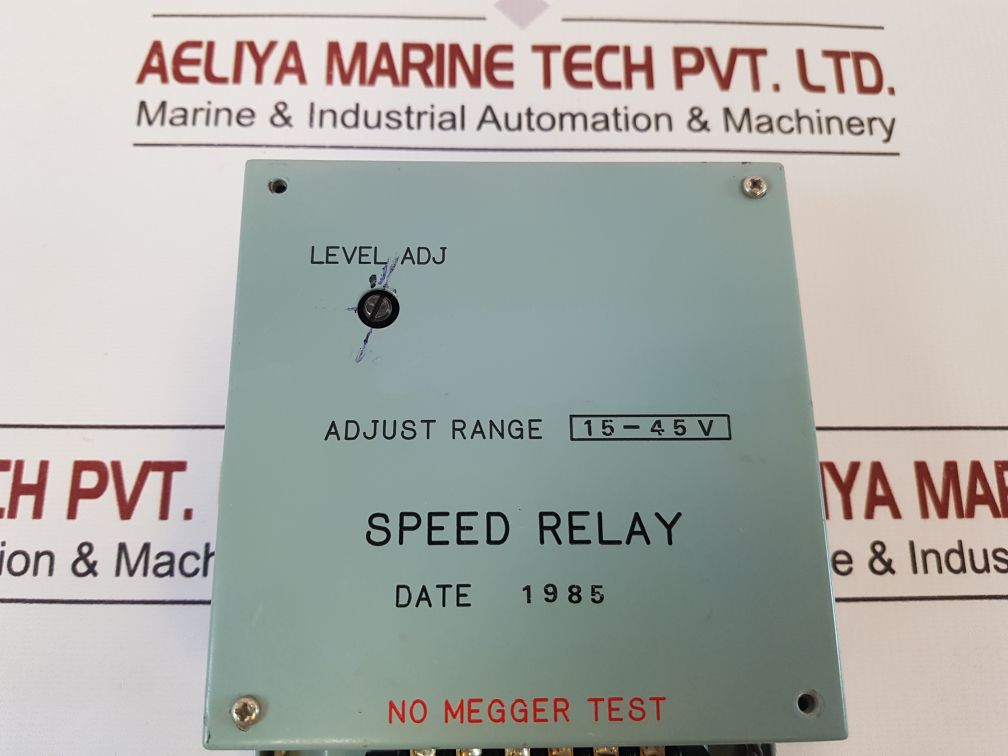 AELIYA MARINE TECH PVT. LTD.
Marine & Industrial Automation & Machinery
LEVEL ADJ
ADJUST RANGE 15-45V
CH PVT.
IYA MAR
ion & Mach
e & Indus
SPEED RELAY
DATE 1985
NO MEGGER TEST